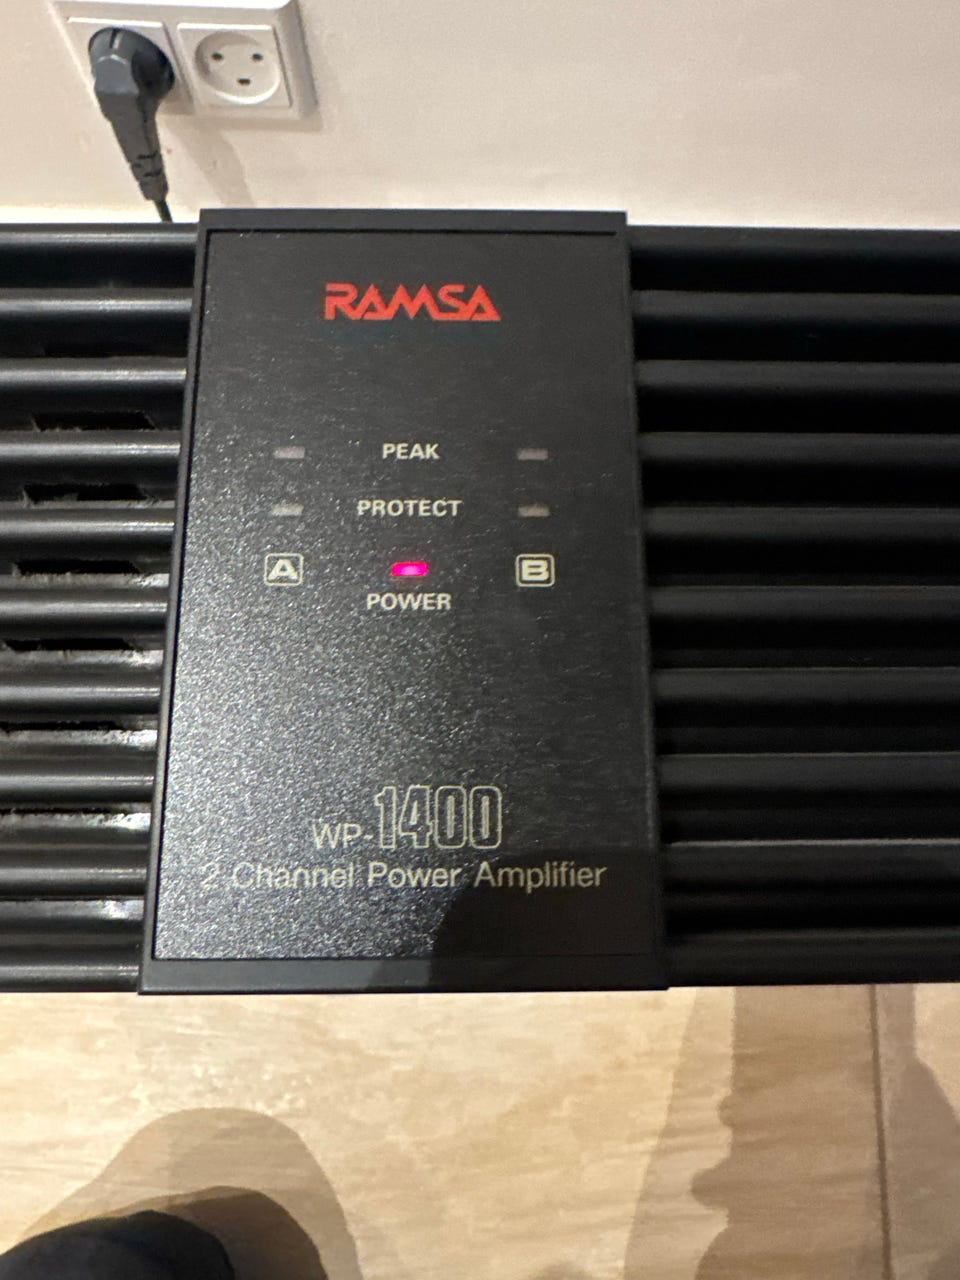 RAMSA
PEAK
PROTECT
A B
POWER
WP-1400
2 Channel Power Amplifier